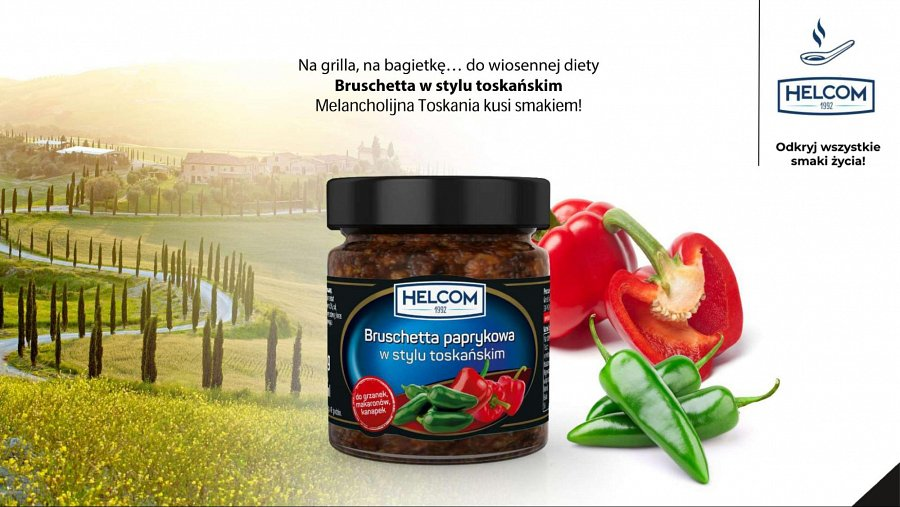 Na grilla, na bagietkę… do wiosennej diety
Bruschetta w stylu toskańskim
Melancholijna Toskania kusi smakiem!
HELCOM
1992
Odkryj wszystkie
smaki życia!
HELCOM
1992
Bruschetta paprykowa
w stylu toskańskim
do grzanek,
makaronów,
kanapek